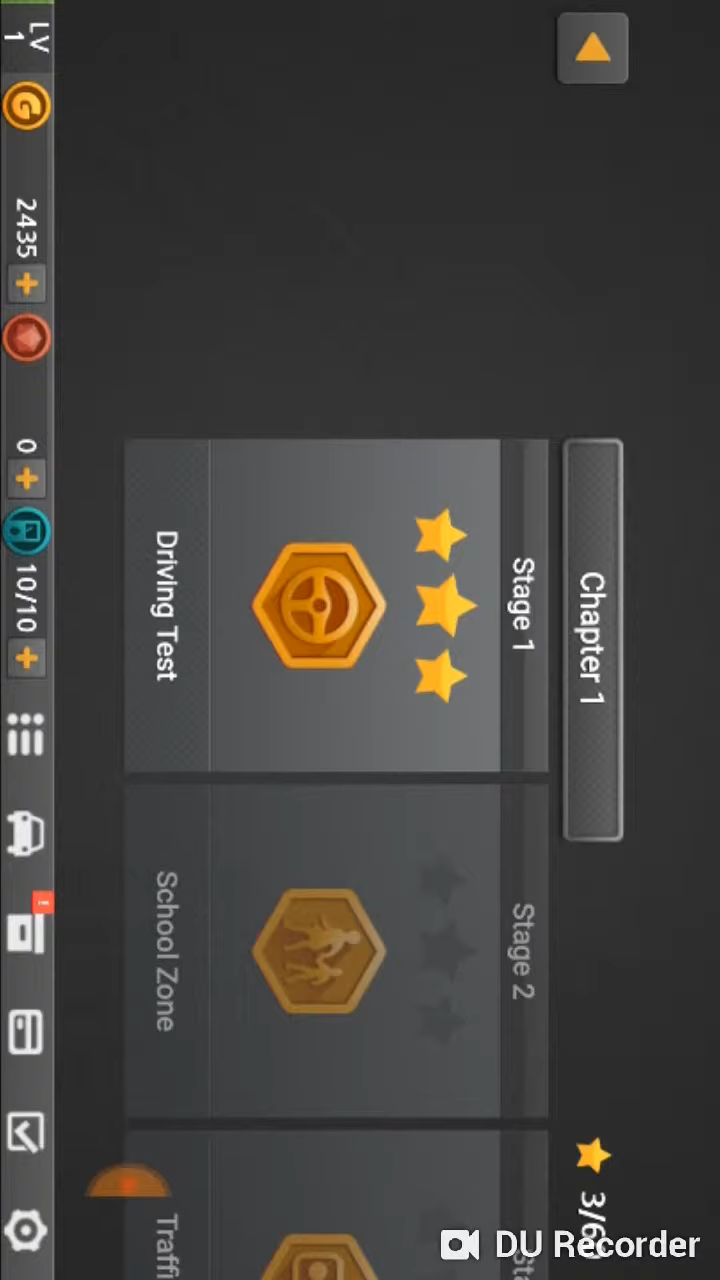 Chapter 1
Stage 1
Driving Test
Stage 2
School Zone
LV
1
2435
0
10/10
DU Recorder